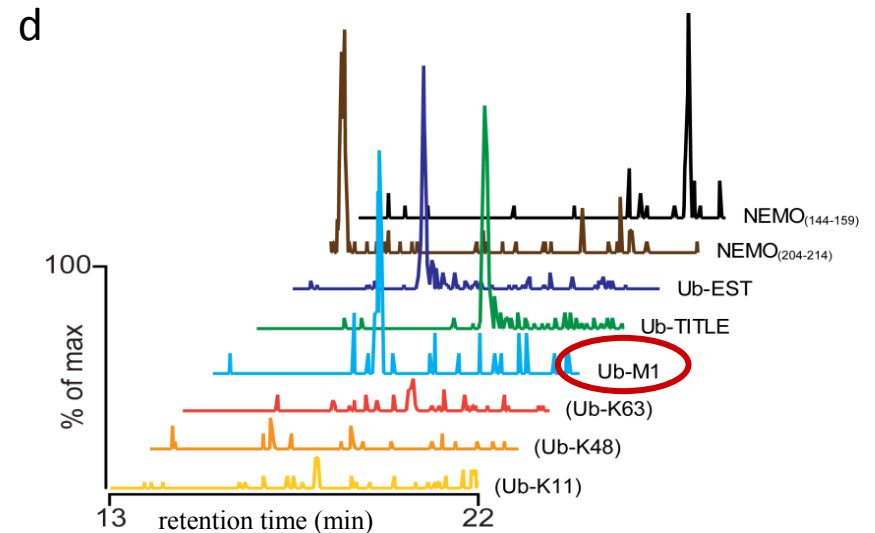 d
NEMO(144-159)
NEMO(204-214)
100
Ub-EST
Ub-TITLE
Ub-M1
(Ub-K63)
(Ub-K48)
(Ub-K11)
% of max
13
retention time (min)
22